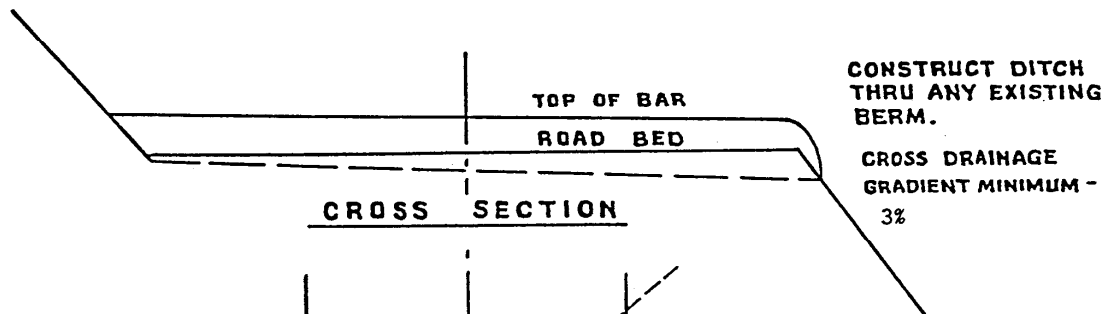 TOP OF BAR
ROAD BED
CROSS SECTION
CONSTRUCT DITCH
THRU ANY EXISTING
BERM.
CROSS DRAINAGE
GRADIENT MINIMUM -
3%